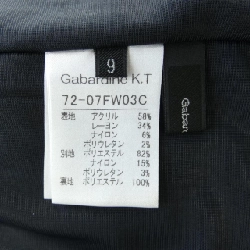 9
Gabardine K.T
72-07FW03C
表地 アクリル 58%
レーヨン 34%
ナイロン 6%
ポリウレタン 2%
別地 ポリエステル 82%
ナイロン 15%
ポリウレタン 3%
裏地 ポリエステル 100%
Gabardine